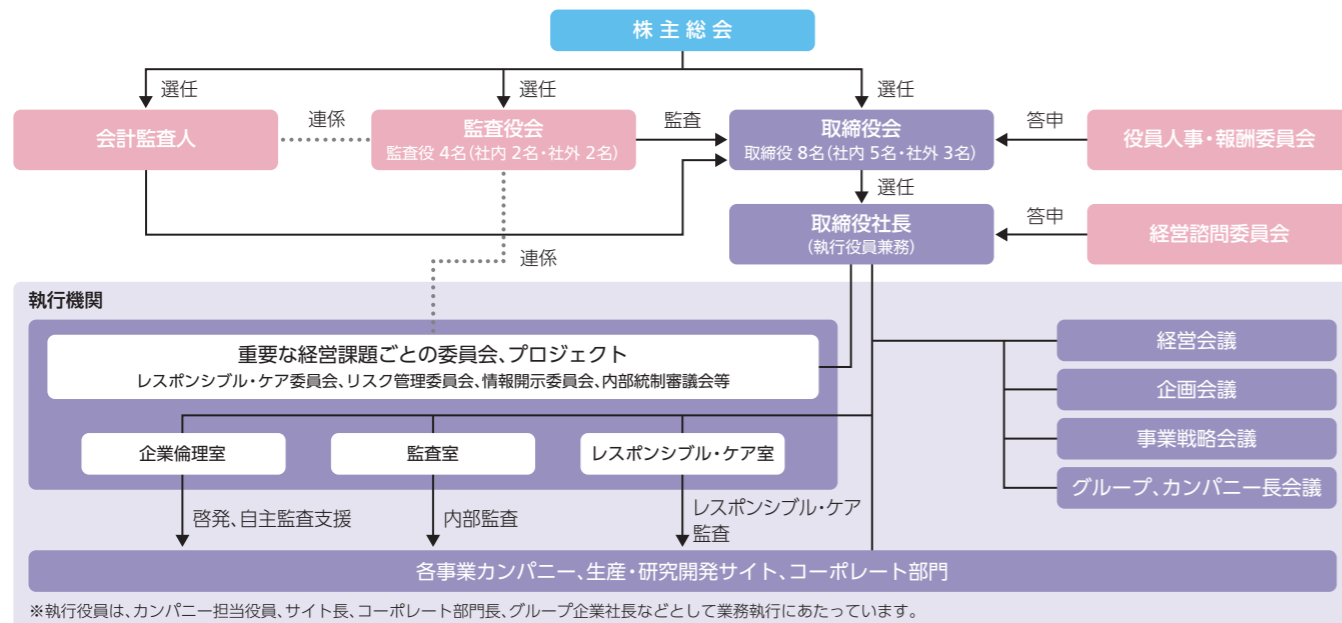 株主総会
選任
選任
選任
会計監査人
連係
監査役会
監査役 4名(社内 2名・社外 2名)
監査
取締役会
取締役 8名(社内 5名・社外 3名)
答申
役員人事・報酬委員会
選任
取締役社長
(執行役員兼務)
答申
経営諮問委員会
連係
執行機関
重要な経営課題ごとの委員会、プロジェクト
レスポンシブル・ケア委員会、リスク管理委員会、情報開示委員会、内部統制審議会等
経営会議
企画会議
事業戦略会議
グループ、カンパニー長会議
企業倫理室
監査室
レスポンシブル・ケア室
啓発、自主監査支援
内部監査
レスポンシブル・ケア
監査
各事業カンパニー、生産・研究開発サイト、コーポレート部門
※執行役員は、カンパニー担当役員、サイト長、コーポレート部門長、グループ企業社長などとして業務執行にあたっています。